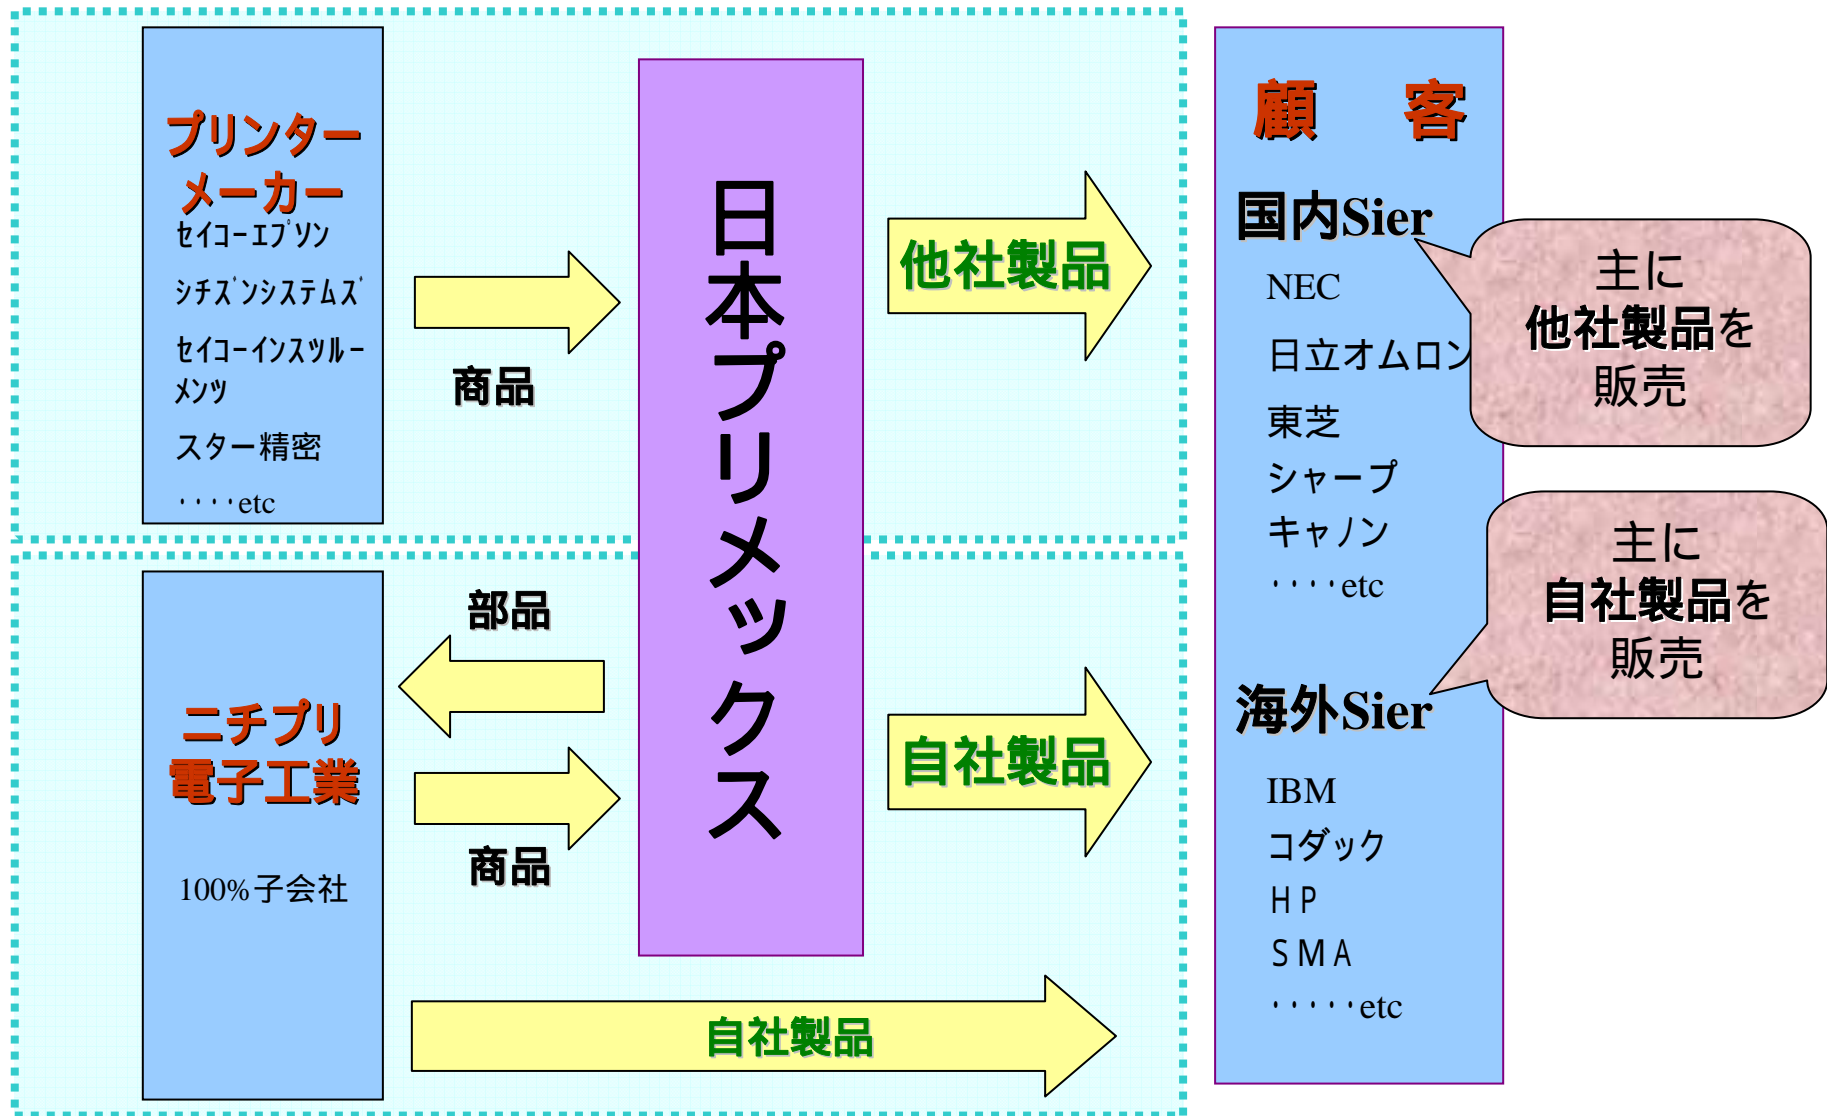 プリンター
メーカー
ｾｲｺｰｴﾌﾟｿﾝ
ｼﾁｽﾞﾝｼｽﾃﾑｽﾞ
ｾｲｺｰｲﾝｽﾂﾙｰ
ﾒﾝﾂ
スター精密
････etc
商品
日本プリメックス
他社製品
ニチプリ
電子工業
100%子会社
部品
商品
自社製品
自社製品
顧　客
国内Sier
NEC
日立オムロン
東芝
シャープ
キャノン
････etc
海外Sier
IBM
コダック
ＨＰ
ＳＭＡ
･････etc
主に
他社製品を
販売
主に
自社製品を
販売